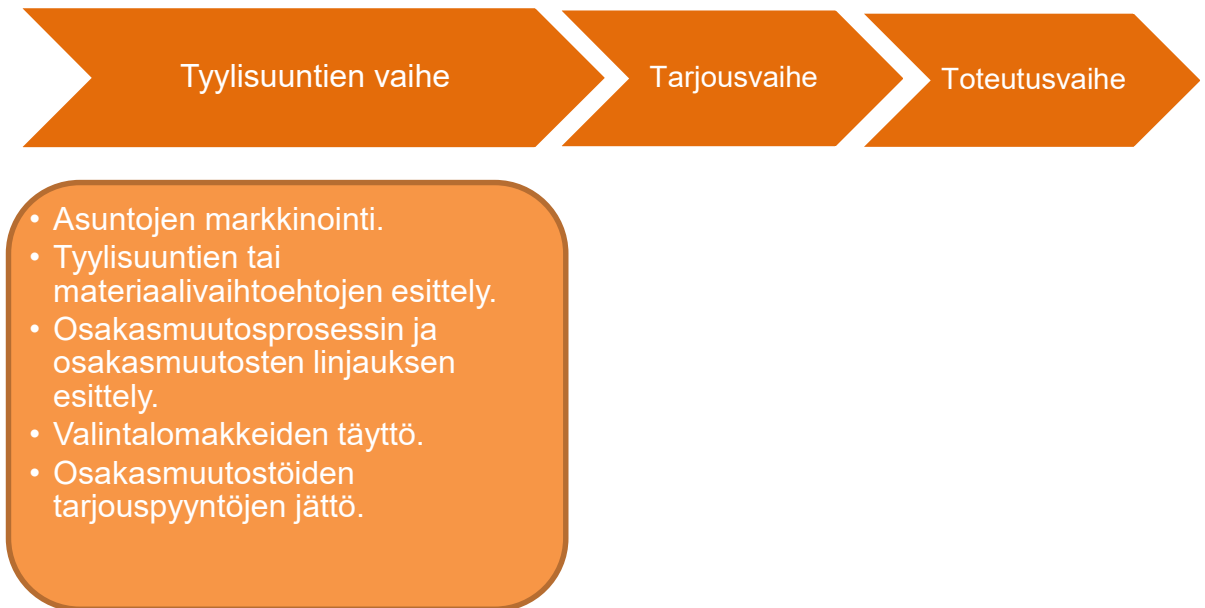 Tyylisuuntien vaihe
Tarjousvaihe
Toteutusvaihe
• Asuntojen markkinointi.
• Tyylisuuntien tai
materiaalivaihtoehtojen esittely.
• Osakasmuutosprosessin ja
osakasmuutosten linjauksen
esittely.
• Valintalomakkeiden täyttö.
• Osakasmuutostöiden
tarjouspyyntöjen jättö.